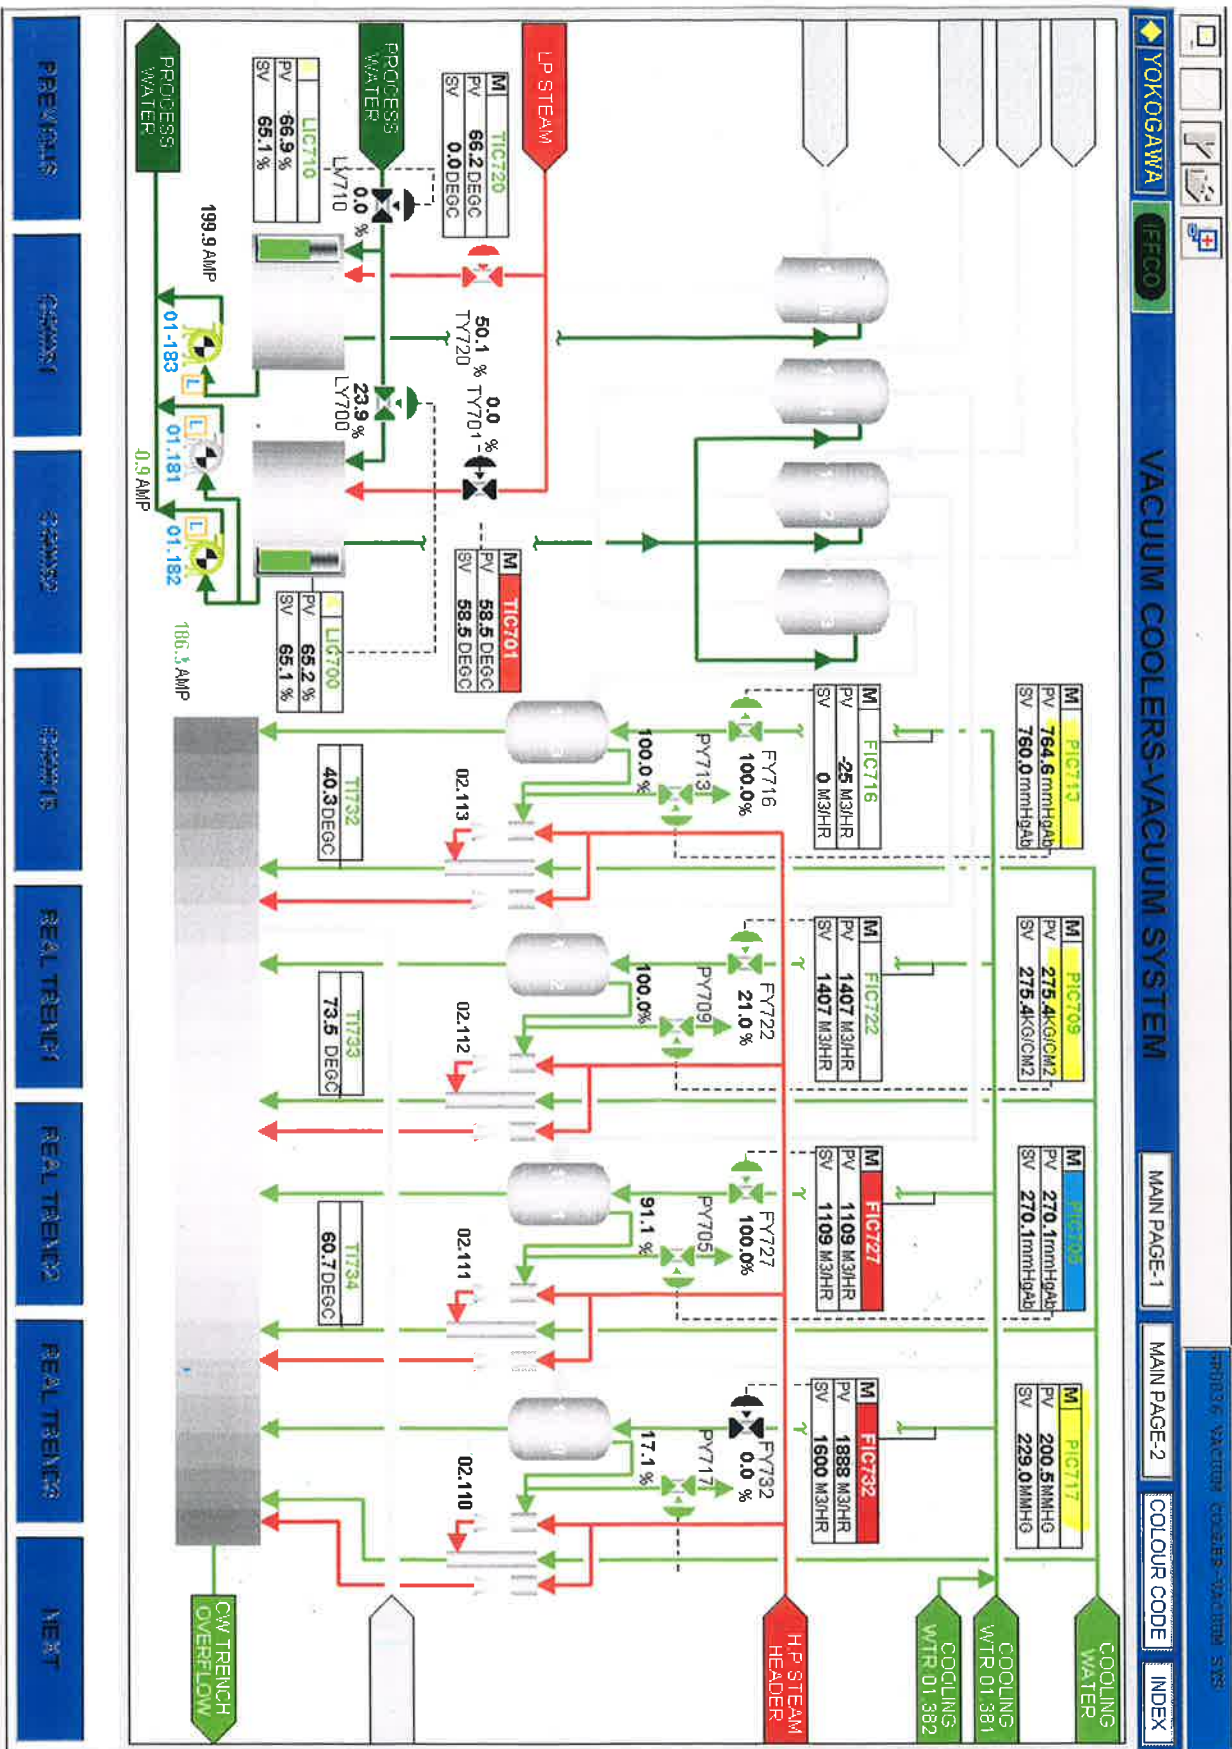 YOKOGAWA
IFFCO
VACUUM COOLERS-VACUUM SYSTEM
MAIN PAGE-1
MAIN PAGE-2
COLOUR CODE
INDEX
M PIC713
PV 764.6 mmHgAb
SV 760.0 mmHgAb
M PIC709
PV 275.4 KG/CM2
SV 275.4 KG/CM2
M PIC705
PV 270.1 mmHgAb
SV 270.1 mmHgAb
M PIC717
PV 200.5 MMHG
SV 229.0 MMHG
COOLING
WATER
COOLING
WTR 01.381
COOLING
WTR 01.382
M FIC716
PV -25 M3/HR
SV 0 M3/HR
M FIC722
PV 1407 M3/HR
SV 1407 M3/HR
M FIC727
PV 1109 M3/HR
SV 1109 M3/HR
M FIC732
PV 1888 M3/HR
SV 1600 M3/HR
H.P STEAM
HEADER
FY716
100.0%
PY713
100.0 %
FY722
21.0 %
PY709
100.0%
FY727
100.0%
PY705
91.1 %
FY732
0.0 %
PY717
17.1 %
LP STEAM
M TIC720
PV 66.2 DEGC
SV 0.0 DEGC
50.1 %
TY720
0.0 %
TY701
M TIC701
PV 58.5 DEGC
SV 58.5 DEGC
02.113
02.112
02.111
02.110
PROCESS
WATER
0.0 %
LV710
23.9 %
LY700
LIC710
PV 66.9 %
SV 65.1 %
LIC700
PV 65.2 %
SV 65.1 %
TI732
40.3 DEGC
TI733
73.5 DEGC
TI734
60.7 DEGC
PROCESS
WATER
199.9 AMP
01-183
L
L
01.181
L
01.182
-0.9 AMP
AMP
CW TRENCH
OVERFLOW
PREVIOUS
REAL TREND1
REAL TREND2
REAL TREND3
NEXT